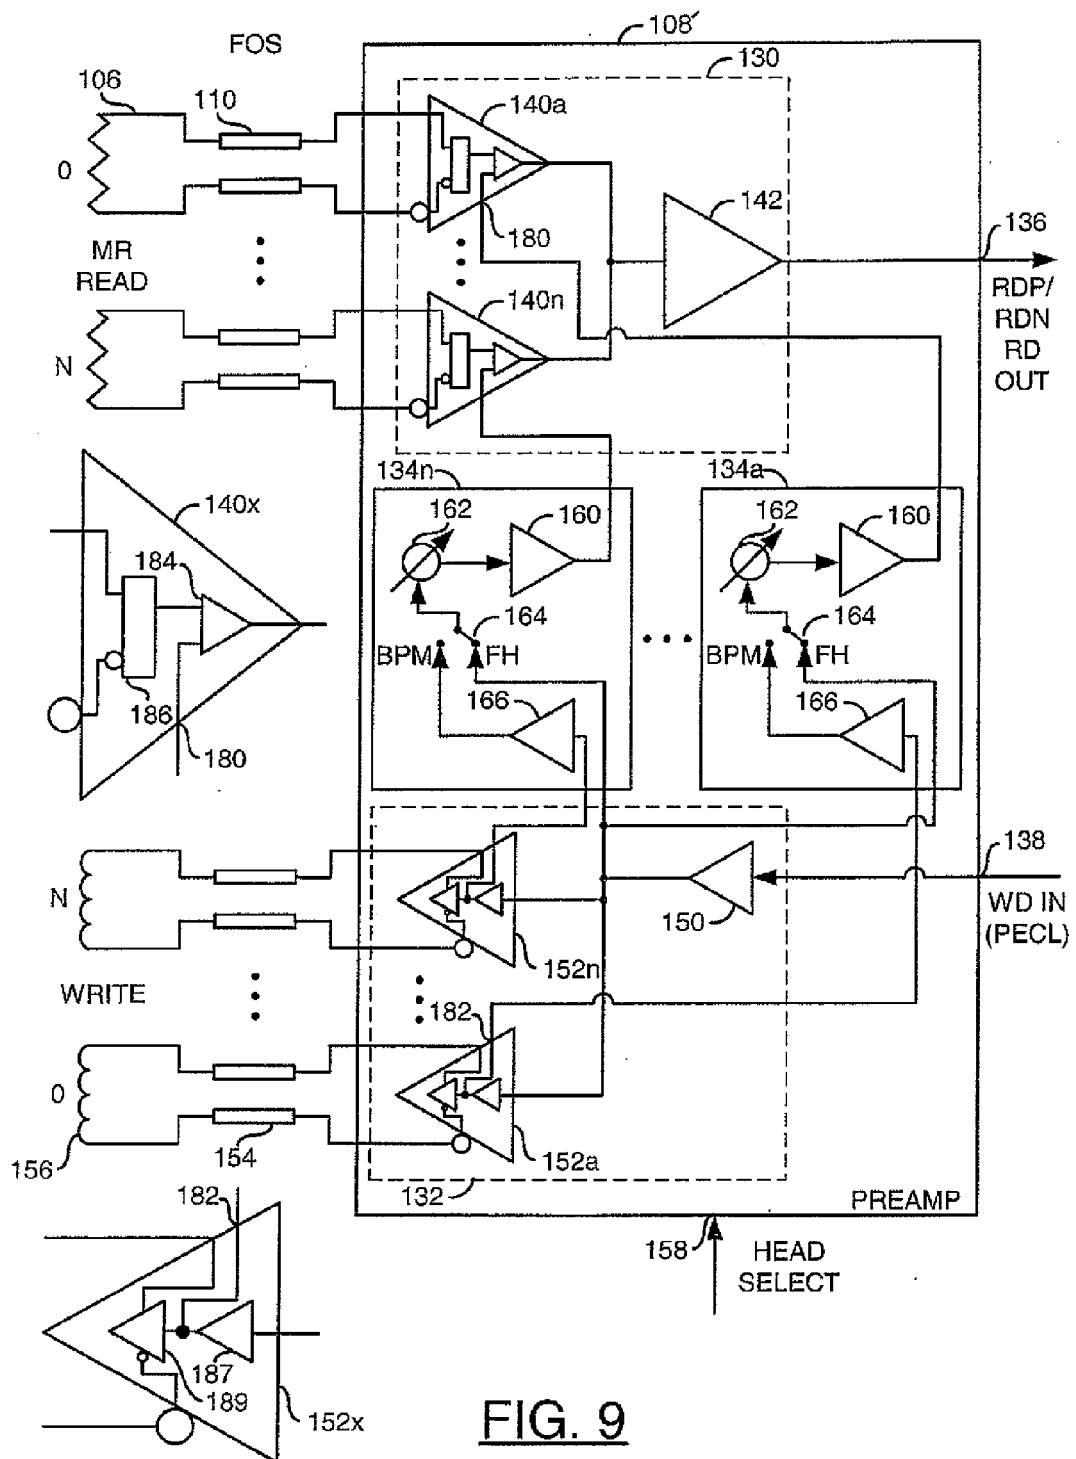 108′
FOS
130
106
110
140a
0
142
180
136
MR
READ
140n
RDP/
RDN
RD
OUT
N
134n
134a
140x
162
160
162
160
184
164
164
BPM
FH
BPM
FH
186
166
166
180
138
N
150
WD IN
(PECL)
152n
WRITE
182
0
156
154
152a
132
PREAMP
182
158
HEAD
SELECT
187
189
152x
FIG. 9